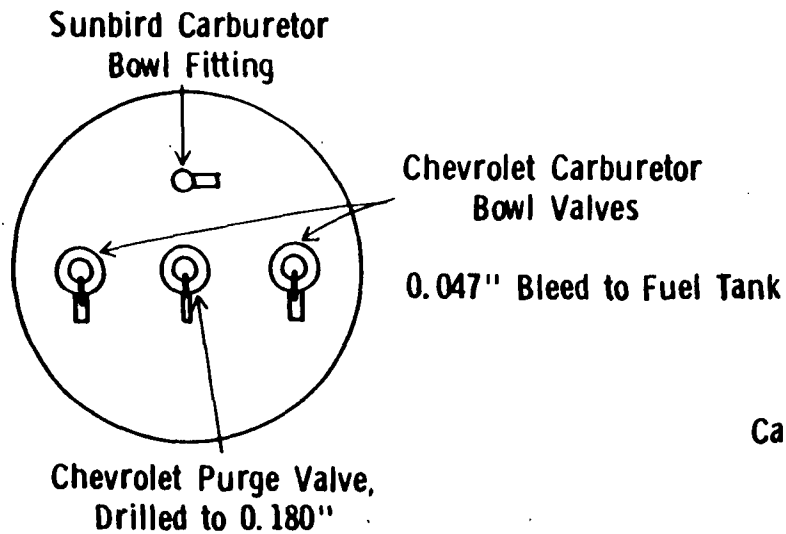 Sunbird Carburetor
Bowl Fitting
Chevrolet Carburetor
Bowl Valves
0.047" Bleed to Fuel Tank
Ca
Chevrolet Purge Valve,
Drilled to 0.180"